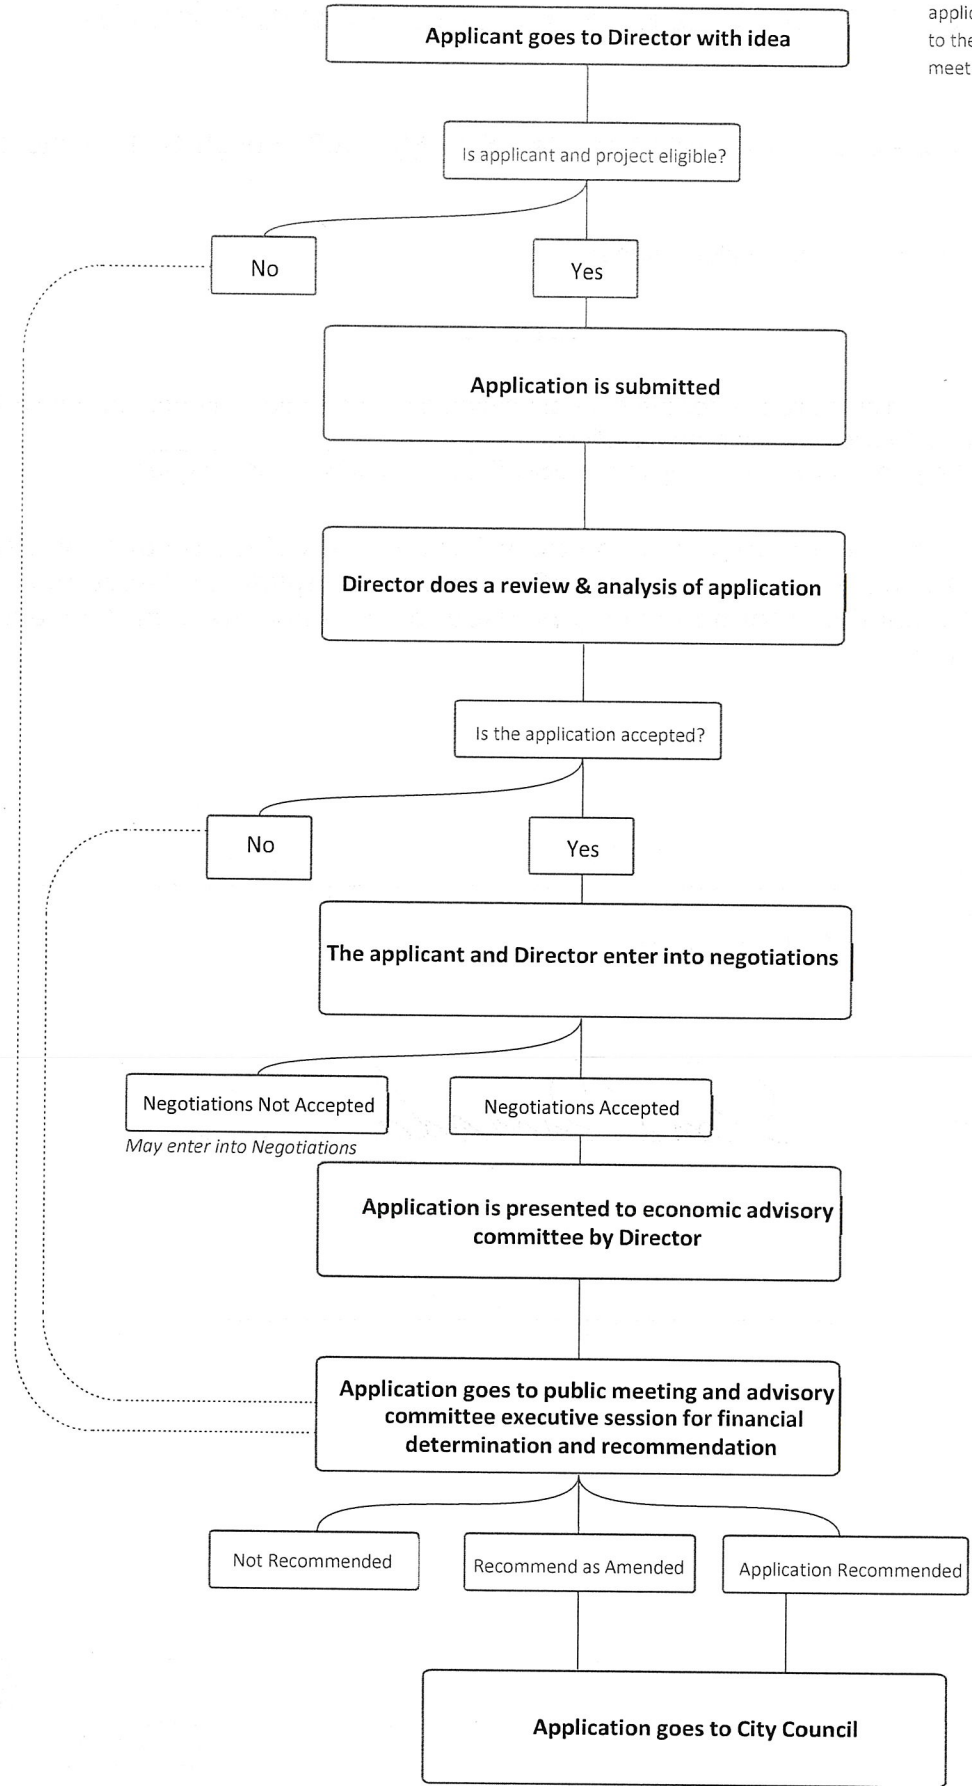 Applicant goes to Director with idea
to the
meet
Is applicant and project eligible?
No
Yes
Application is submitted
Director does a review & analysis of application
Is the application accepted?
No
Yes
The applicant and Director enter into negotiations
Negotiations Not Accepted
Negotiations Accepted
May enter into Negotiations
Application is presented to economic advisory
committee by Director
Application goes to public meeting and advisory
committee executive session for financial
determination and recommendation
Not Recommended
Recommend as Amended
Application Recommended
Application goes to City Council